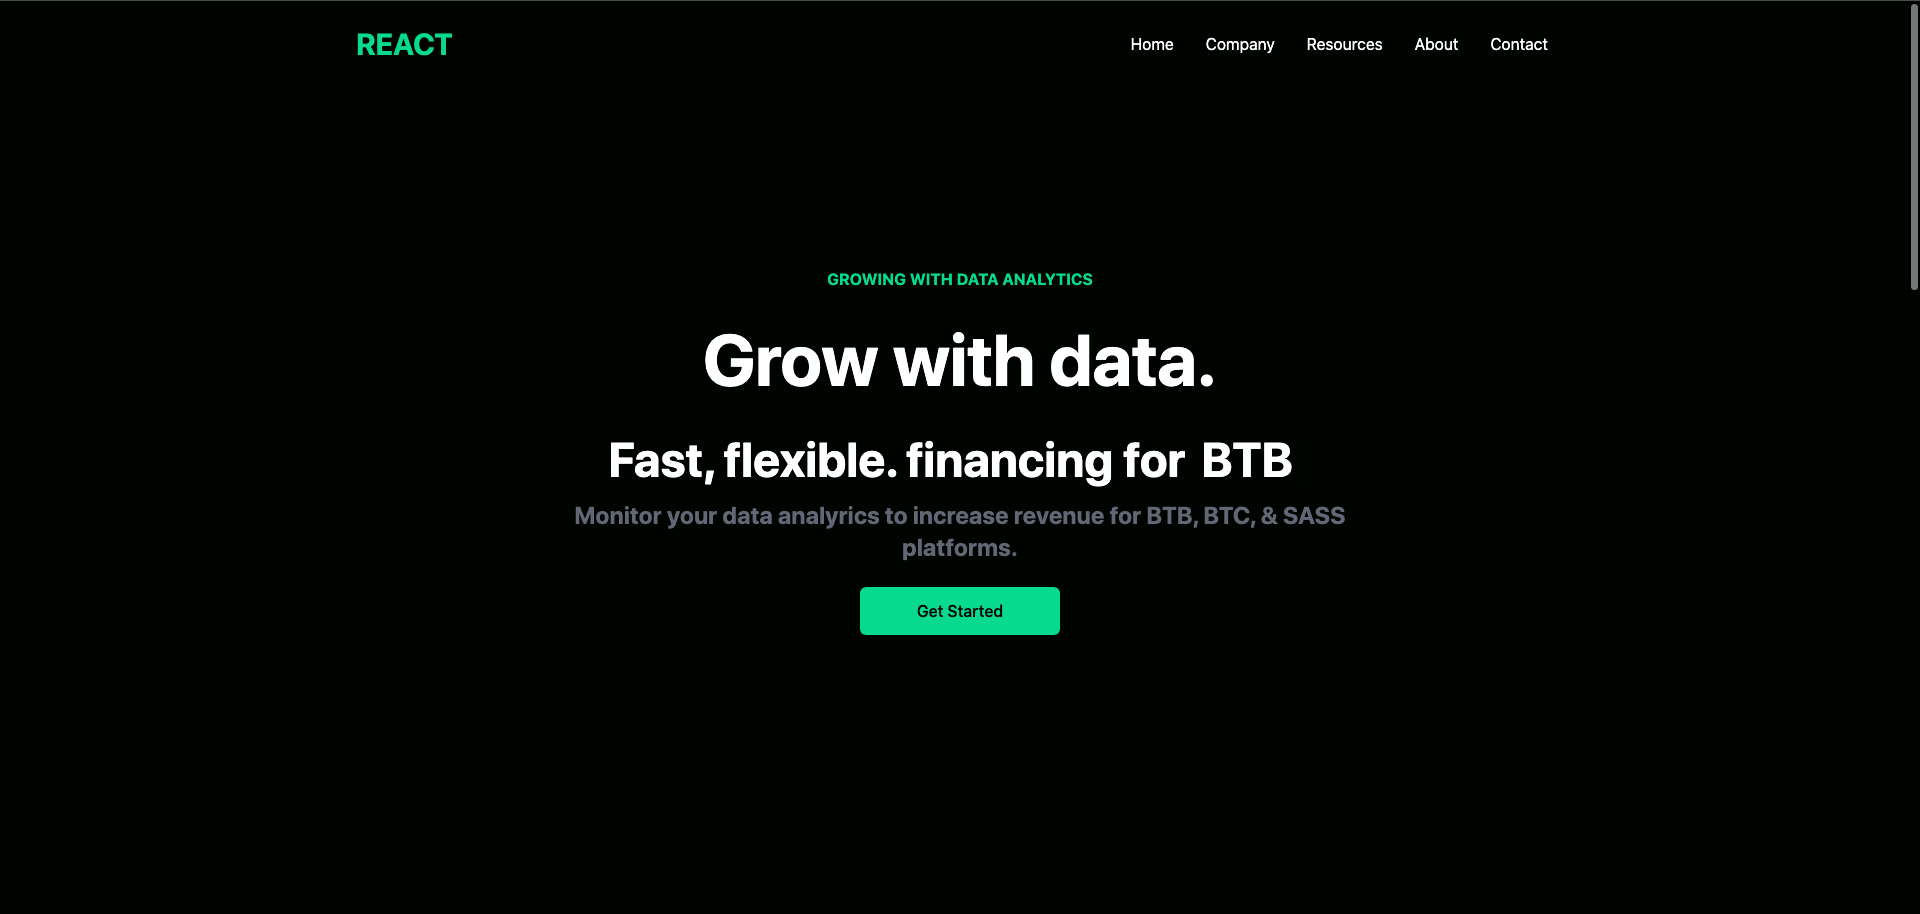 REACT
Home Company Resources About Contact
GROWING WITH DATA ANALYTICS
Grow with data.
Fast, flexible. financing for BTB
Monitor your data analyrics to increase revenue for BTB, BTC, & SASS
platforms.
Get Started